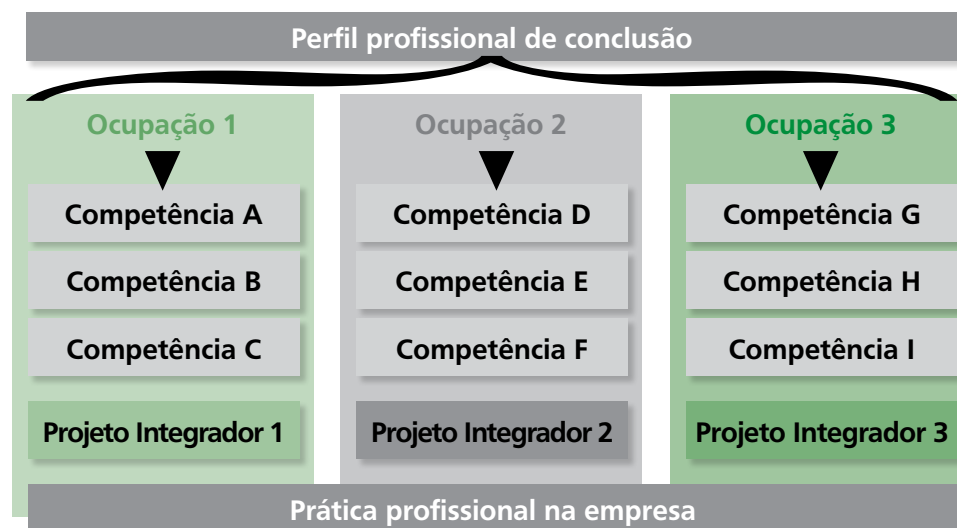 Perfil profissional de conclusão
Ocupação 1
Competência A
Competência B
Competência C
Projeto Integrador 1
Ocupação 2
Competência D
Competência E
Competência F
Projeto Integrador 2
Ocupação 3
Competência G
Competência H
Competência I
Projeto Integrador 3
Prática profissional na empresa